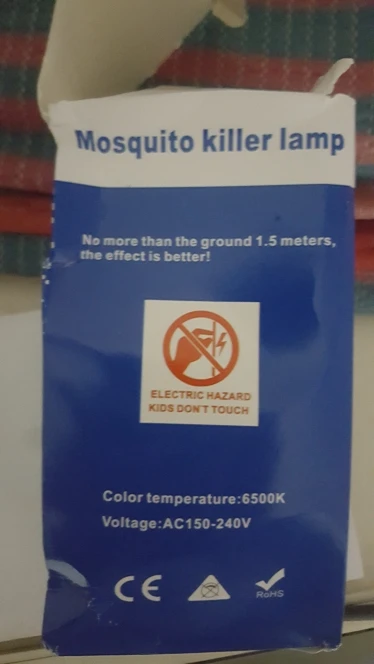 Mosquito killer lamp
No more than the ground 1.5 meters,
the effect is better!
ELECTRIC HAZARD
KIDS DON'T TOUCH
Color temperature:6500K
Voltage:AC150-240V
CE
RoHS